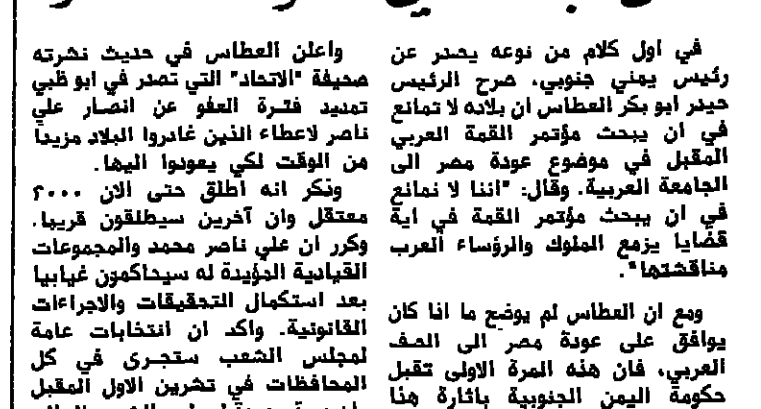 في اول كلام من نوعه يصدر عن
رئيس يمني جنوبي، صرح الرئيس
حيدر ابو بكر العطاس ان بلاده لا تمانع
في ان يبحث مؤتمر القمة العربي
المقبل في موضوع عودة مصر الى
الجامعة العربية. وقال: "اننا لا نمانع
في ان يبحث مؤتمر القمة في اية
قضايا يزمع الملوك والرؤساء العرب
مناقشتها".
ومع ان العطاس لم يوضح ما اذا كان
يوافق على عودة مصر الى الصف
العربي، فان هذه المرة الاولى تقبل
حكومة اليمن الجنوبية باثارة هذا
واعلن العطاس في حديث نشرته
صحيفة "الاتحاد" التي تصدر في ابو ظبي
تمديد فترة العفو عن انصار علي
ناصر لاعطاء الذين غادروا البلاد مزيداً
من الوقت لكي يعودوا اليها.
وذكر انه اطلق حتى الان ٢٠٠٠
معتقل وان آخرين سيطلقون قريبا.
وكرر ان علي ناصر محمد والمجموعات
القيادية المؤيدة له سيحاكمون غيابيا
بعد استكمال التحقيقات والاجراءات
القانونية. واكد ان انتخابات عامة
لمجلس الشعب ستجرى في كل
المحافظات في تشرين الاول المقبل